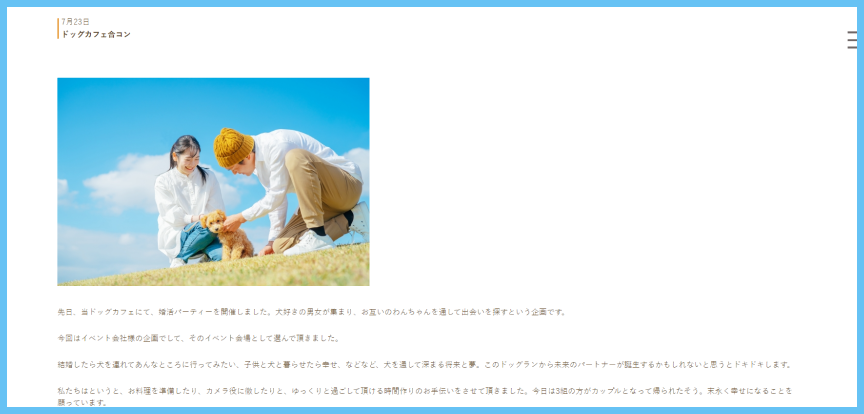 7月23日
ドッグカフェ合コン
先日、当ドッグカフェにて、婚活パーティーを開催しました。犬好きの男女が集まり、お互いのわんちゃんを通して出会いを探すという企画です。
今回はイベント会社様の企画でして、そのイベント会場として選んで頂きました。
結婚したら犬を連れてあんなところに行ってみたい、子供と犬と暮らせたら幸せ、などなど、犬を通して深まる将来と夢。このドッグランから未来のパートナーが誕生するかもしれないと思うとドキドキします。
私たちはというと、お料理を準備したり、カメラ役に徹したりと、ゆっくりと過ごして頂ける時間作りのお手伝いをさせて頂きました。今日は3組の方がカップルとなって帰られたそう。末永く幸せになることを
願っています。